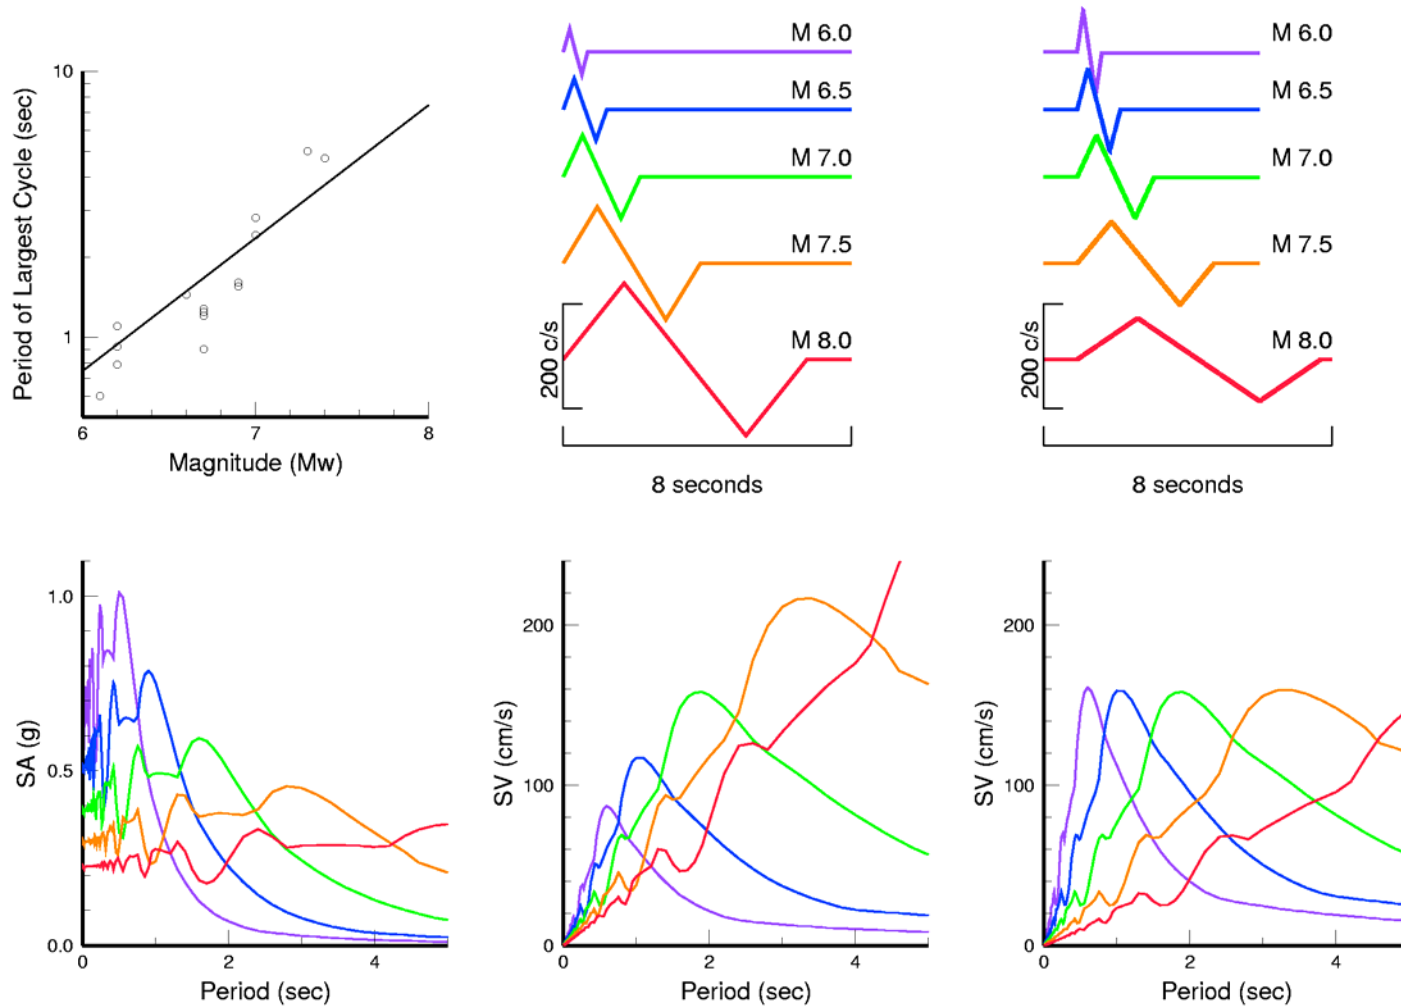 10
1
Period of Largest Cycle (sec)
6
7
8
Magnitude (Mw)
M 6.0
M 6.5
M 7.0
M 7.5
M 8.0
200 c/s
8 seconds
M 6.0
M 6.5
M 7.0
M 7.5
M 8.0
200 c/s
8 seconds
1.0
0.5
0.0
SA (g)
0
2
4
Period (sec)
200
100
0
SV (cm/s)
0
2
4
Period (sec)
200
100
0
SV (cm/s)
0
2
4
Period (sec)